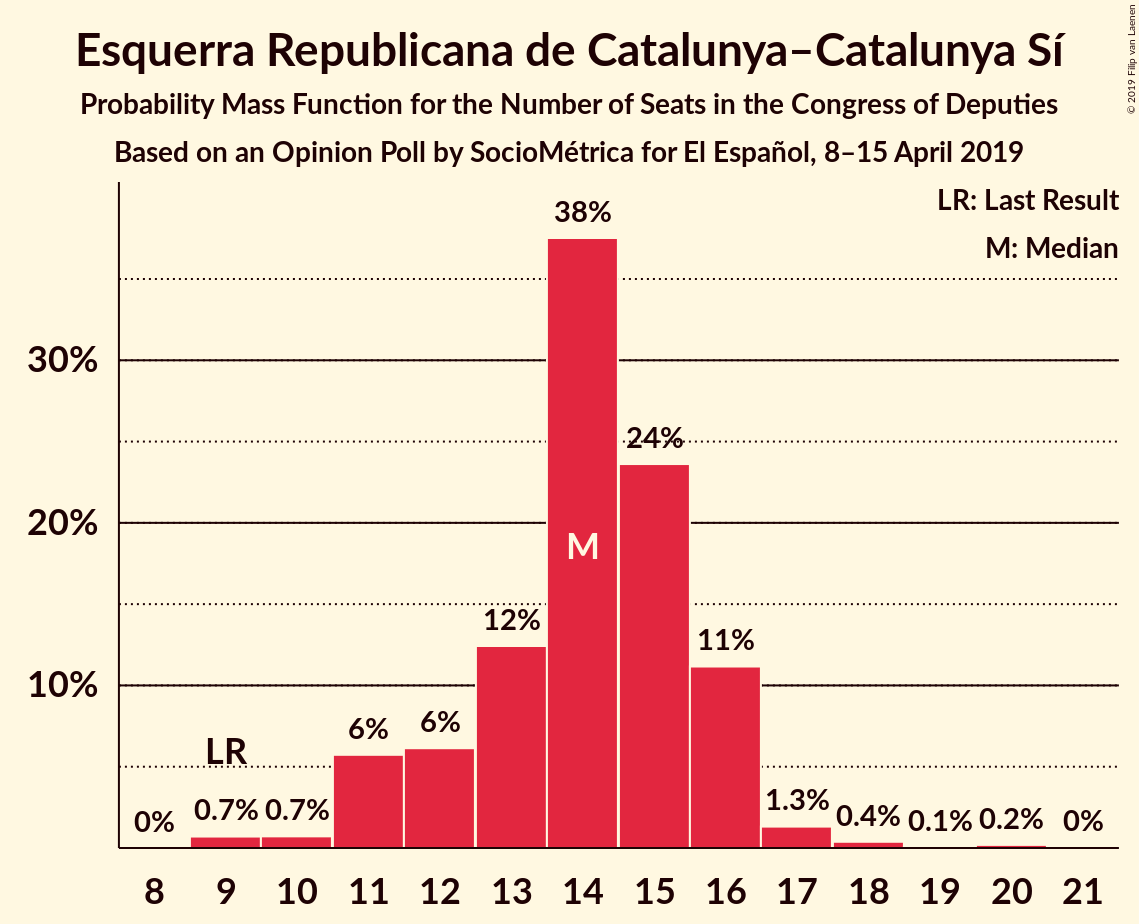 Esquerra Republicana de Catalunya–Catalunya Sí
Probability Mass Function for the Number of Seats in the Congress of Deputies
Based on an Opinion Poll by SocioMétrica for El Español, 8–15 April 2019
© 2019 Filip van Laenen
LR: Last Result
M: Median
38%
30%
24%
20%
M
12%
11%
10%
6%
6%
LR
1.3%
0%
0.7%
0.7%
0.4%
0.1%
0.2%
0%
8 9 10 11 12 13 14 15 16 17 18 19 20 21